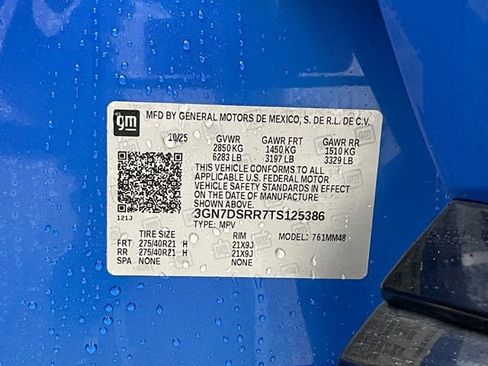 gm
MFD BY GENERAL MOTORS DE MEXICO, S. DE R.L. DE C.V.
10/25 GVWR GAWR FRT GAWR RR
2850 KG 1450 KG 1510 KG
6283 LB 3197 LB 3329 LB
THIS VEHICLE CONFORMS TO ALL
APPLICABLE U.S. FEDERAL MOTOR
VEHICLE SAFETY STANDARDS IN EFFECT
ON THE DATE OF MANUFACTURE
SHOWN ABOVE.
121J 3GN7DSRR7TS125386
TYPE: MPV MODEL: 761MM48
TIRE SIZE RIM
FRT 275/40R21 H 21X9J
RR 275/40R21 H 21X9J
SPA NONE NONE